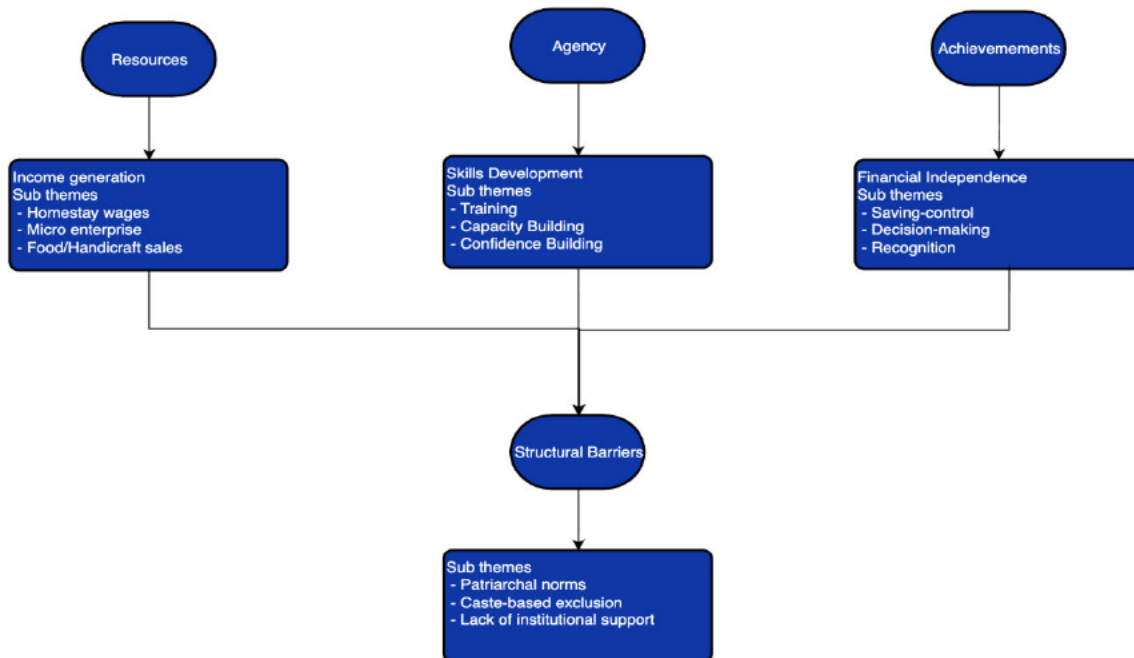 Resources
Agency
Achievemements
Income generation
Sub themes
- Homestay wages
- Micro enterprise
- Food/Handicraft sales
Skills Development
Sub themes
- Training
- Capacity Building
- Confidence Building
Financial Independence
Sub themes
- Saving-control
- Decision-making
- Recognition
Structural Barriers
Sub themes
- Patriarchal norms
- Caste-based exclusion
- Lack of institutional support